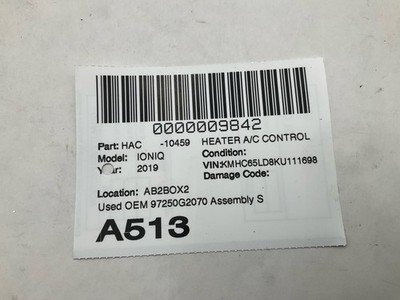 0000009842
Part: HAC -10459 HEATER A/C CONTROL
Model: IONIQ Condition:
Year: 2019 VIN:KMHC65LD8KU111698
Damage Code:
Location: AB2BOX2
Used OEM 97250G2070 Assembly S
A513